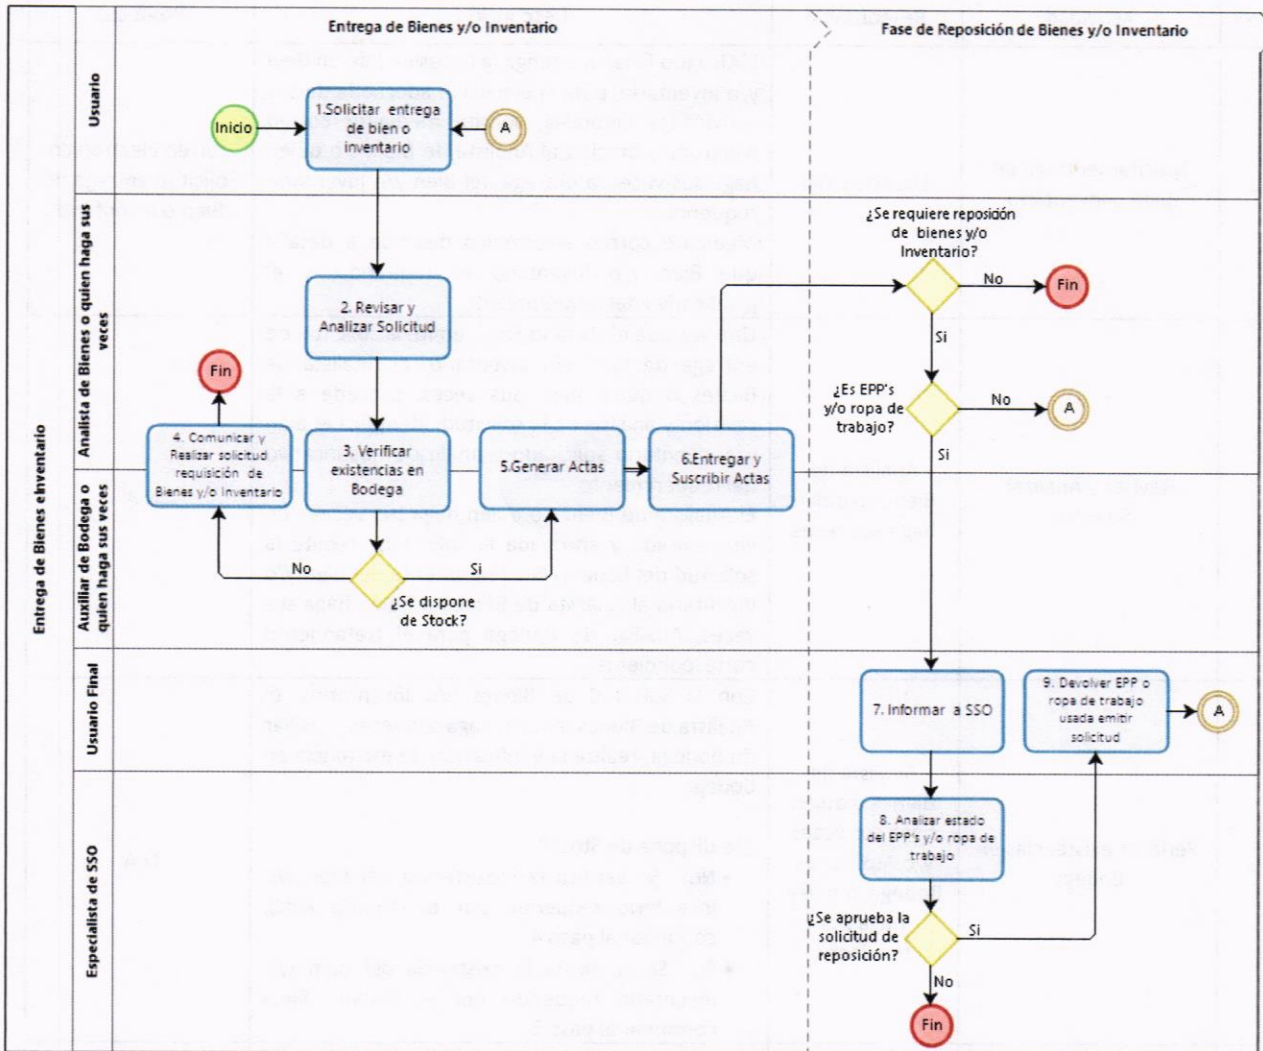 Entrega de Bienes y/o Inventario
Fase de Reposición de Bienes y/o Inventario
Entrega de Bienes eInventario
Usuario
Inicio
1.Solicitar entrega
de bien o
inventario
A
Analista de Bienes o quien haga sus
veces
2. Revisar y
Analizar Solicitud
¿Se requiere reposición
de bienes y/o
Inventario?
No
Fin
Si
¿Es EPP's
y/o ropa de
trabajo?
No
A
Si
Fin
4. Comunicar y
Realizar solicitud
requisición de
Bienes y/o Inventario
3. Verificar
existencias en
Bodega
5.Generar Actas
6.Entregar y
Suscribir Actas
Auxiliar de Bodega o
quien haga sus veces
No
Si
¿Se dispone
de Stock?
Usuario Final
7. Informar a SSO
9. Devolver EPP o
ropa de trabajo
usada emitir
solicitud
A
Especialista de SSO
8. Analizar estado
del EPP's y/o ropa de
trabajo
¿Se aprueba la
solicitud de
reposición?
Si
No
Fin